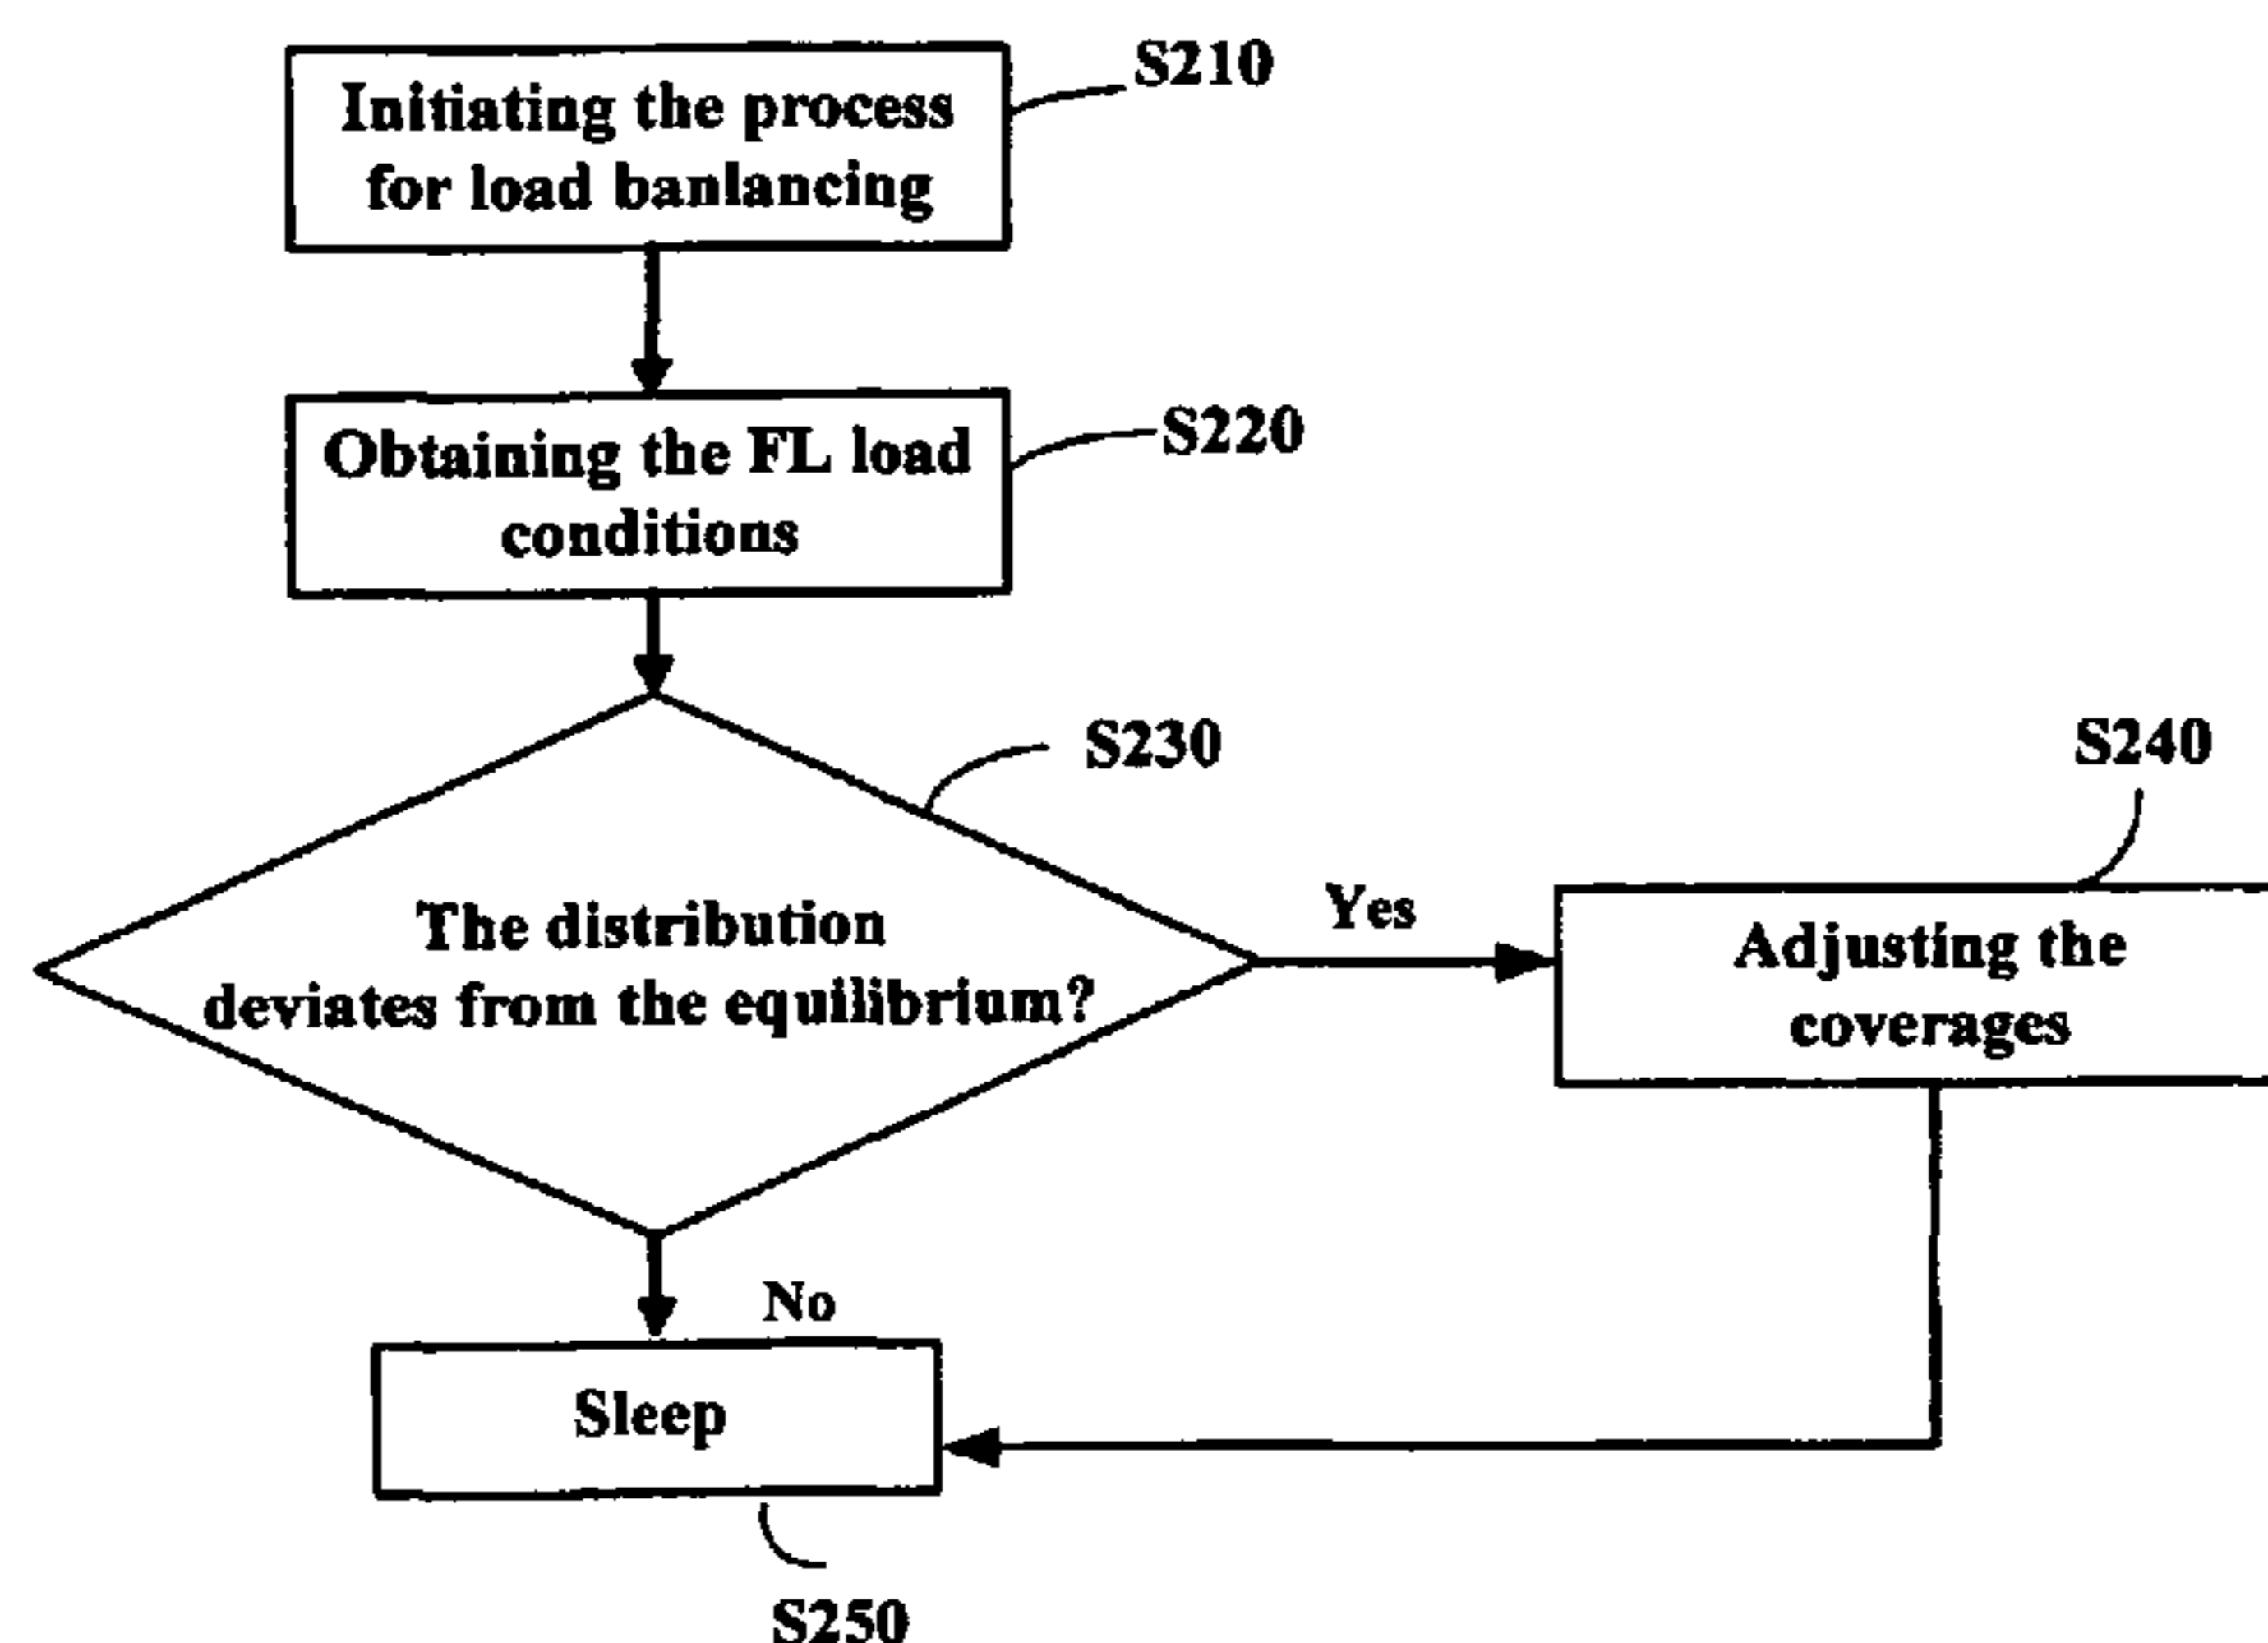 S210
Initiating the process
for load banlancing
S220
Obtaining the FL load
conditions
S230
The distribution
deviates from the equilibrium?
Yes
S240
Adjusting the
coverages
No
Sleep
S250